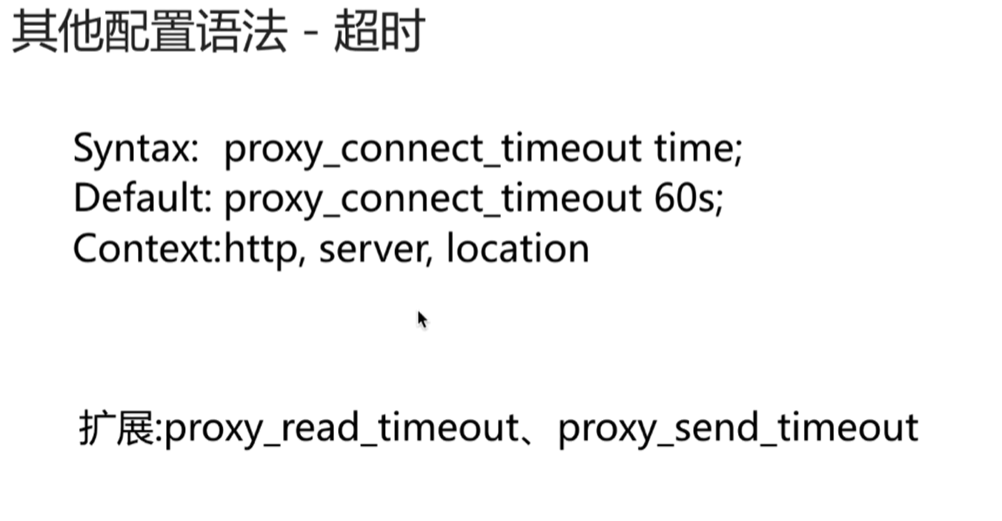 其他配置语法 - 超时
Syntax: proxy_connect_timeout time;
Default: proxy_connect_timeout 60s;
Context:http, server, location
扩展:proxy_read_timeout、proxy_send_timeout